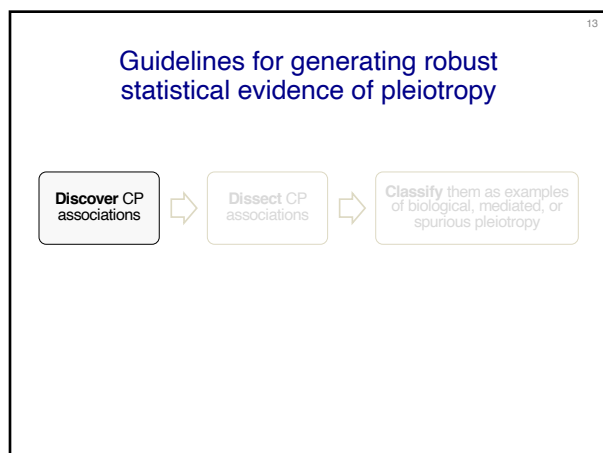 13
Guidelines for generating robust
statistical evidence of pleiotropy
Discover CP
associations
Dissect CP
associations
Classify them as examples
of biological, mediated, or
spurious pleiotropy